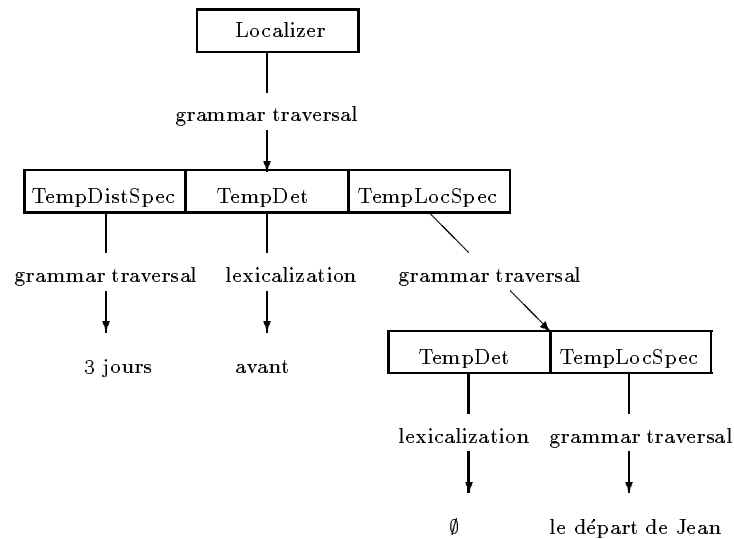 Localizer
grammar traversal
TempDistSpec TempDet TempLocSpec
grammar traversal lexicalization grammar traversal
TempDet TempLocSpec
3 jours avant
lexicalization grammar traversal
∅ le départ de Jean